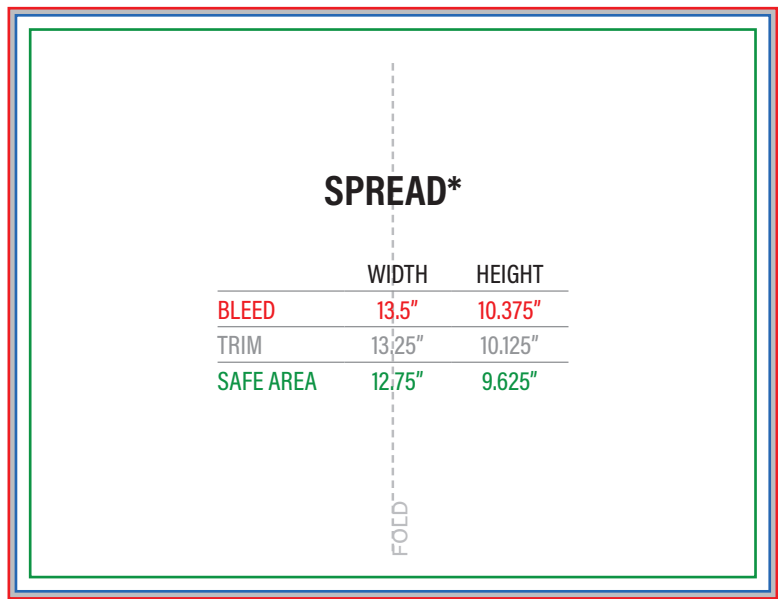 SPREAD*
WIDTH HEIGHT
BLEED 13.5" 10.375"
TRIM 13.25" 10.125"
SAFE AREA 12.75" 9.625"
FOLD